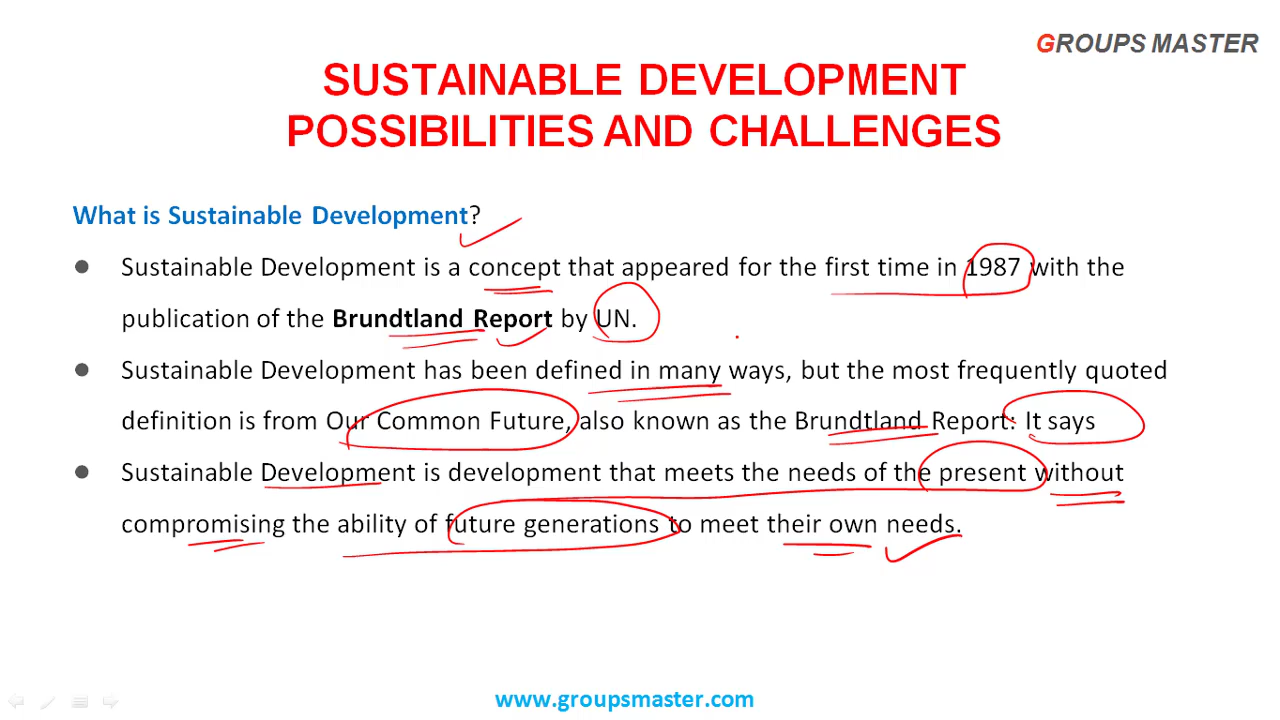 GROUPS MASTER
SUSTAINABLE DEVELOPMENT
POSSIBILITIES AND CHALLENGES
What is Sustainable Development?
● Sustainable Development is a concept that appeared for the first time in 1987 with the
publication of the Brundtland Report by UN.
● Sustainable Development has been defined in many ways, but the most frequently quoted
definition is from Our Common Future, also known as the Brundtland Report: It says
● Sustainable Development is development that meets the needs of the present without
compromising the ability of future generations to meet their own needs.
www.groupsmaster.com